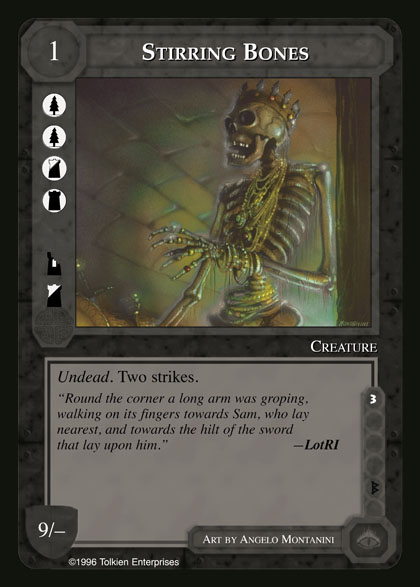 1
STIRRING BONES
CREATURE
Undead. Two strikes.
“Round the corner a long arm was groping,
walking on its fingers towards Sam, who lay
nearest, and towards the hilt of the sword
that lay upon him.” —LotRI
3
9/–
ART BY ANGELO MONTANINI
©1996 Tolkien Enterprises